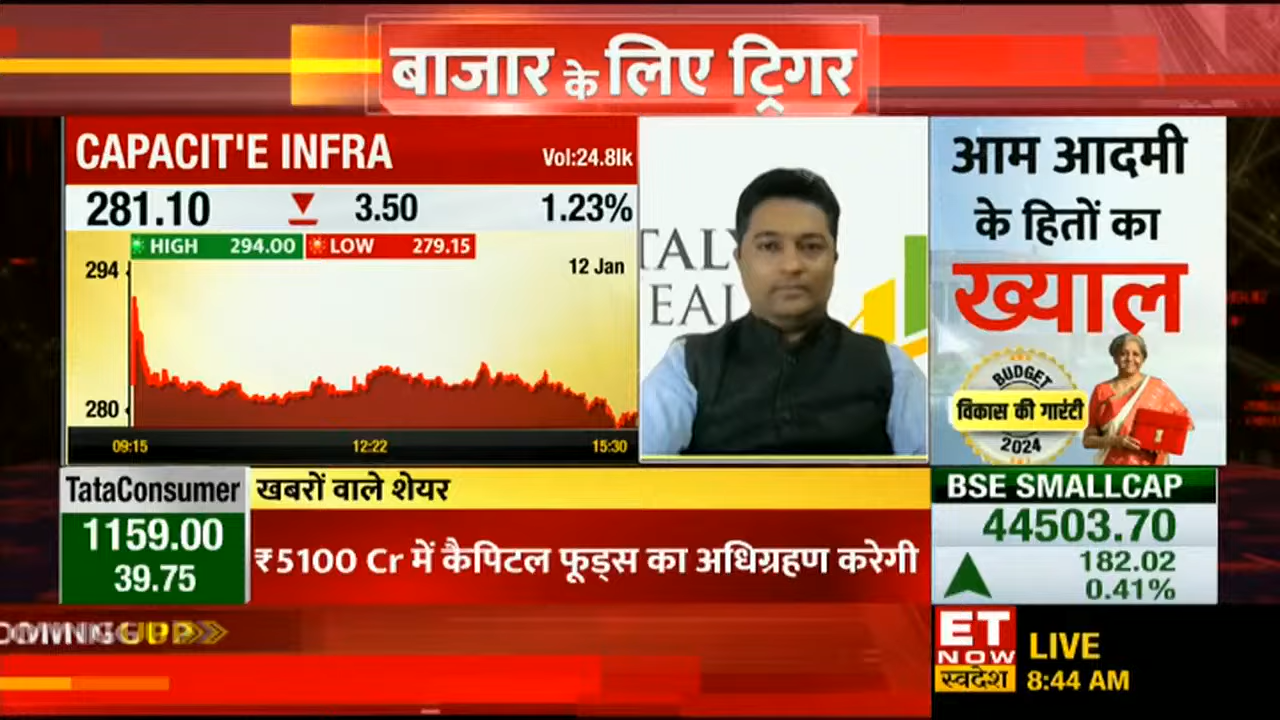 बाजार के लिए ट्रिगर
CAPACIT'E INFRA
Vol:24.8lk
281.10 3.50 1.23%
HIGH 294.00 LOW 279.15
12 Jan
294
280
09:15 12:22 15:30
आम आदमी
के हितों का
ख्याल
BUDGET
विकास की गारंटी
2024
TataConsumer
1159.00
39.75
खबरों वाले शेयर
₹5100 Cr में कैपिटल फूड्स का अधिग्रहण करेगी
BSE SMALLCAP
44503.70
182.02
0.41%
ET
NOW
स्वदेश
LIVE
8:44 AM